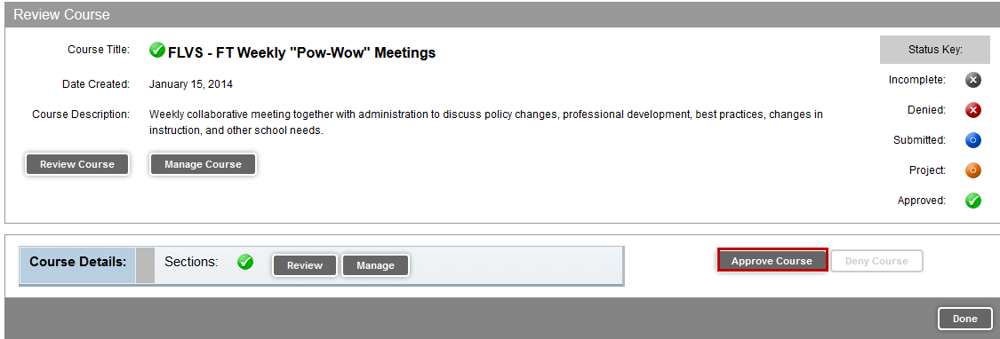 Review Course
Course Title: FLVS - FT Weekly "Pow-Wow" Meetings
Date Created: January 15, 2014
Course Description: Weekly collaborative meeting together with administration to discuss policy changes, professional development, best practices, changes in
instruction, and other school needs.
Review Course Manage Course
Status Key:
Incomplete:
Denied:
Submitted:
Project:
Approved:
Course Details: Sections: Review Manage Approve Course Deny Course
Done